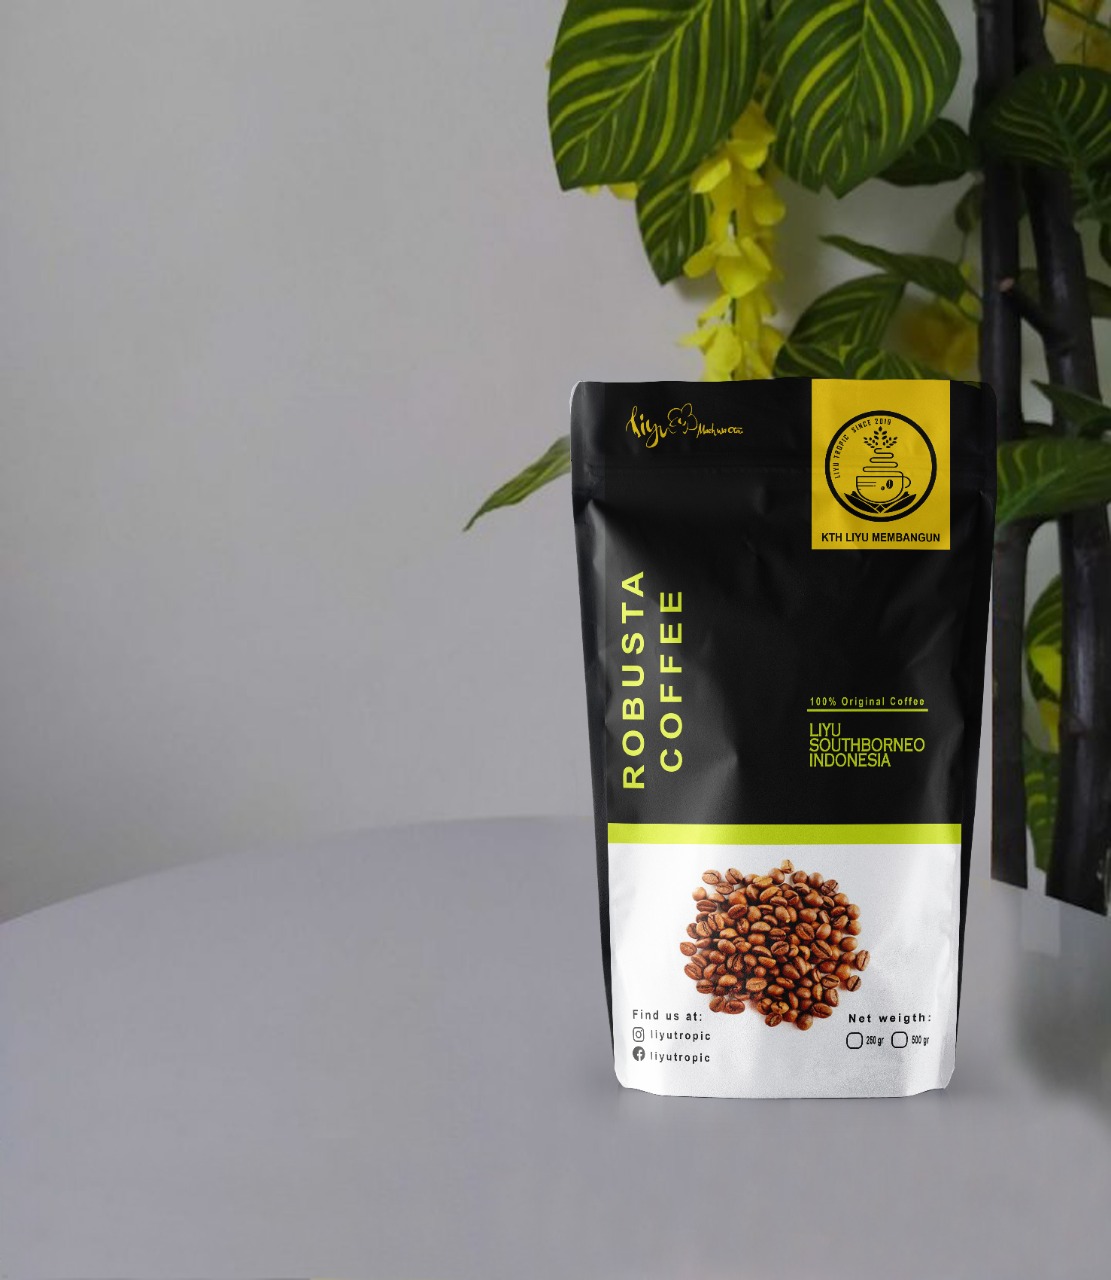 Liyu
LIYU TROPIC SINCE 2019
KTH LIYU MEMBANGUN
ROBUSTA
COFFEE
100% Original Coffee
LIYU
SOUTHBORNEO
INDONESIA
Find us at:
liyutropic
liyutropic
Net weigth:
250 gr 500 gr